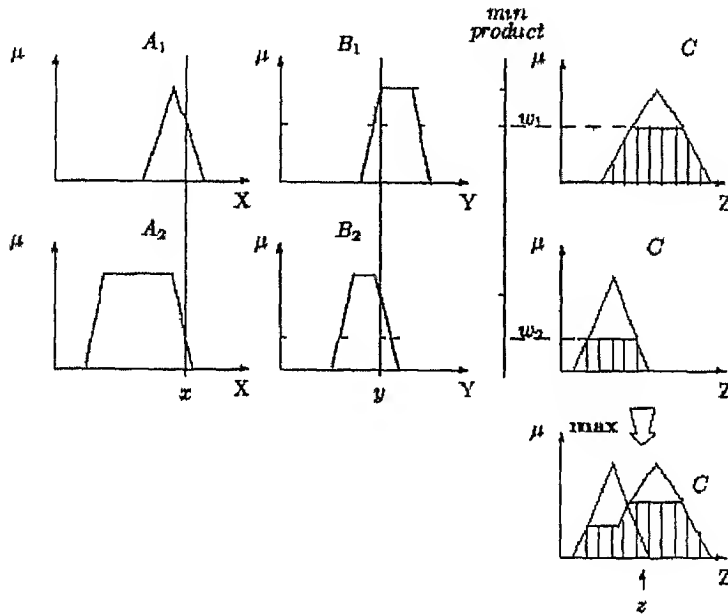 min
product
μ A₁ B₁ μ C
μ w₁
X Y Z
μ A₂ μ B₂ μ C
w₂
X Y Z
x y
μ max
C
Z
z